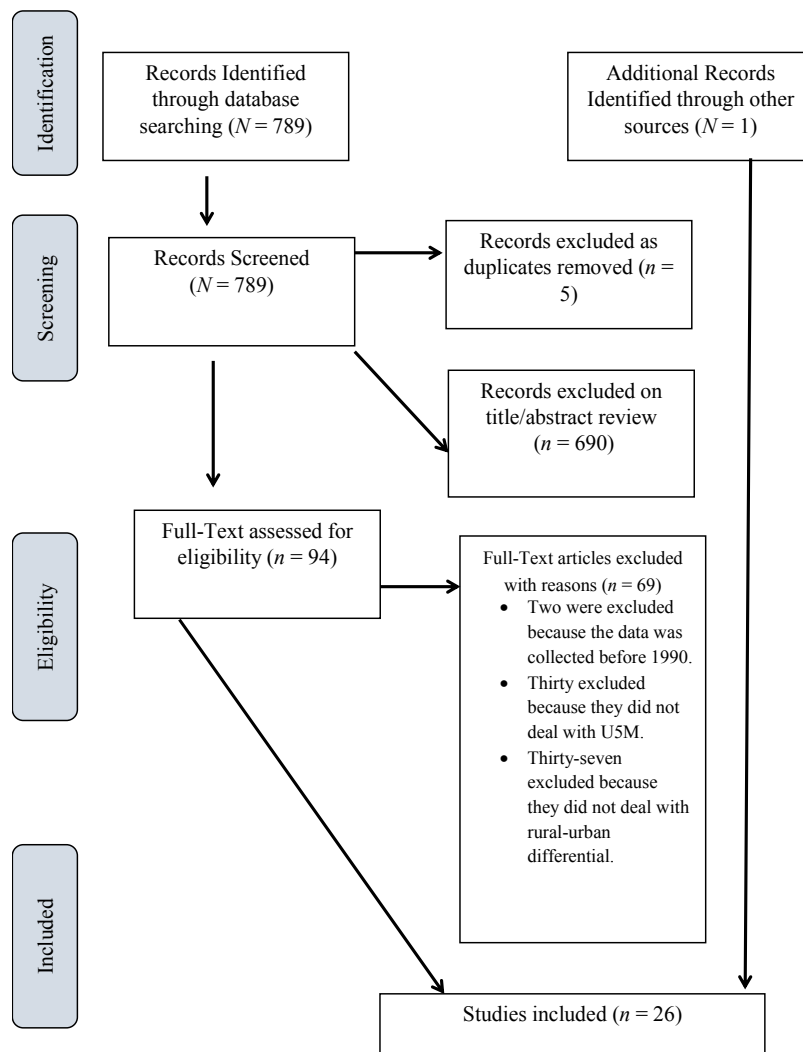 Identification
Records Identified
through database
searching (N = 789)
Additional Records
Identified through other
sources (N = 1)
Screening
Records Screened
(N = 789)
Records excluded as
duplicates removed (n =
5)
Records excluded on
title/abstract review
(n = 690)
Eligibility
Full-Text assessed for
eligibility (n = 94)
Full-Text articles excluded
with reasons (n = 69)
• Two were excluded
because the data was
collected before 1990.
• Thirty excluded
because they did not
deal with U5M.
• Thirty-seven
excluded because
they did not deal with
rural-urban
differential.
Included
Studies included (n = 26)